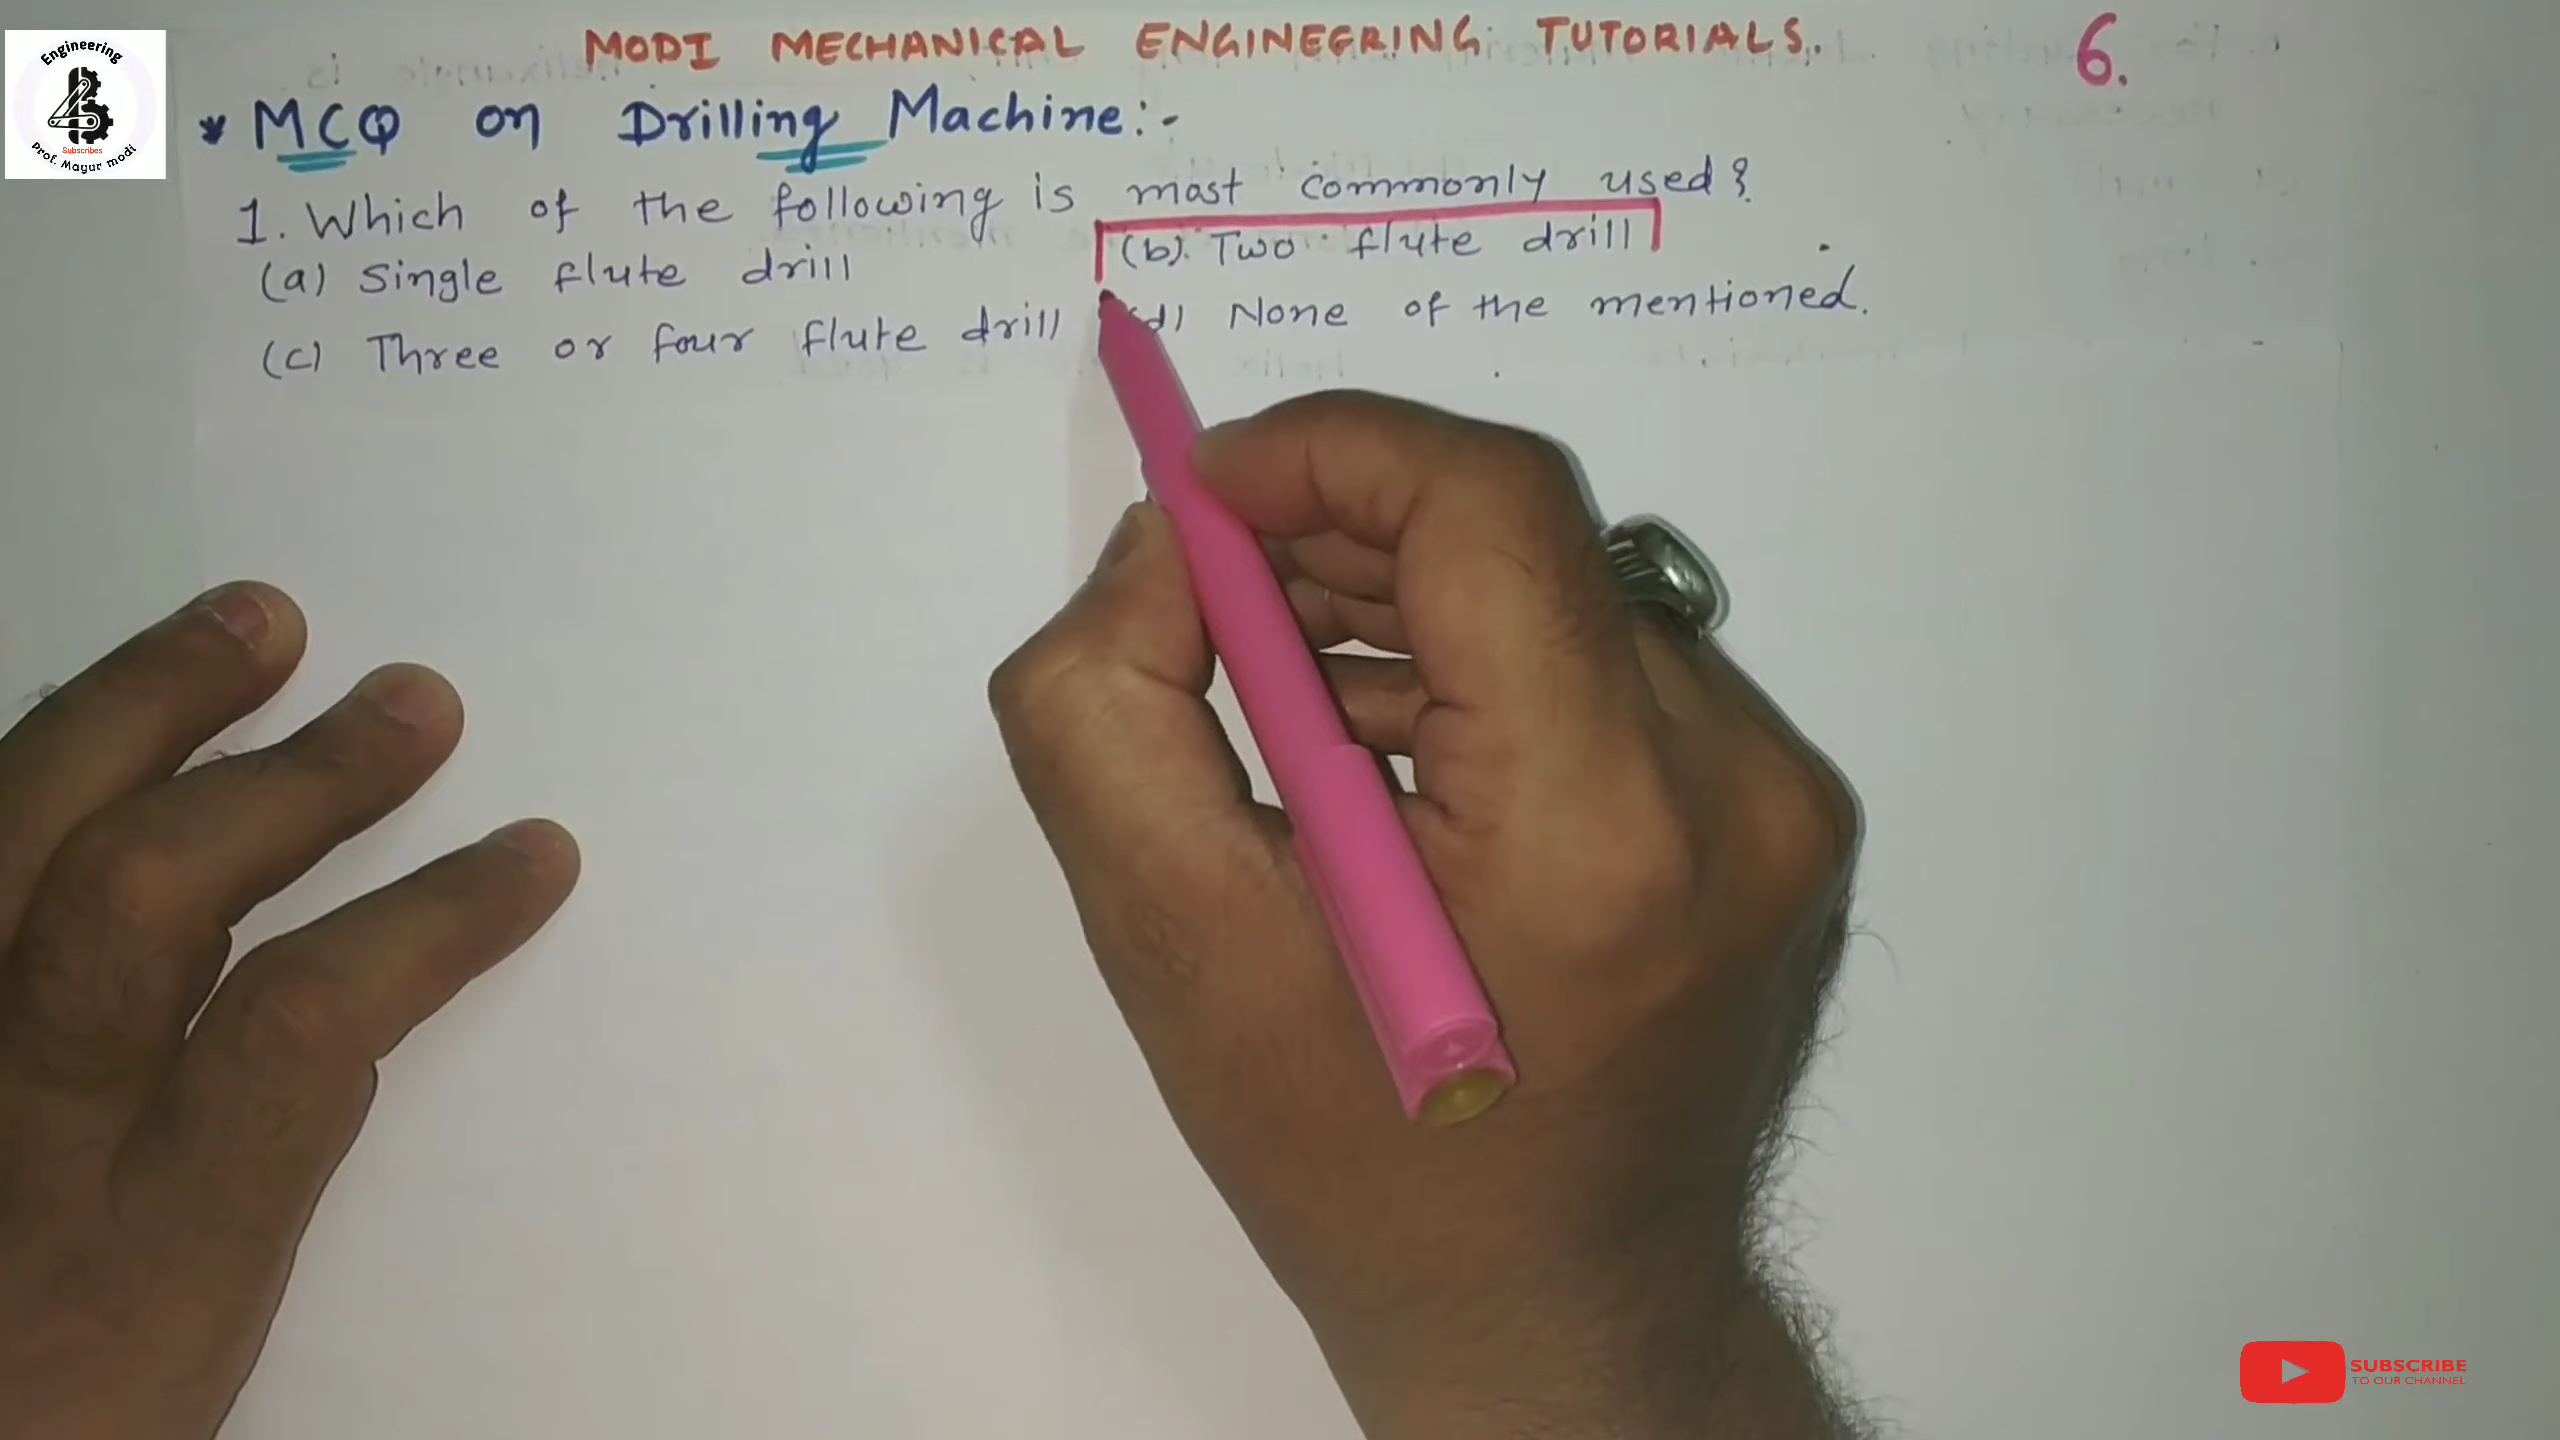 MODI MECHANICAL ENGINEERING TUTORIALS. 6.
Engineering
Subscribes
Prof. Mayur modi
* MCQ on Drilling Machine:-
1. Which of the following is most commonly used?
(a) Single flute drill (b). Two flute drill
(c) Three or four flute drill (d) None of the mentioned.
SUBSCRIBE
TO OUR CHANNEL